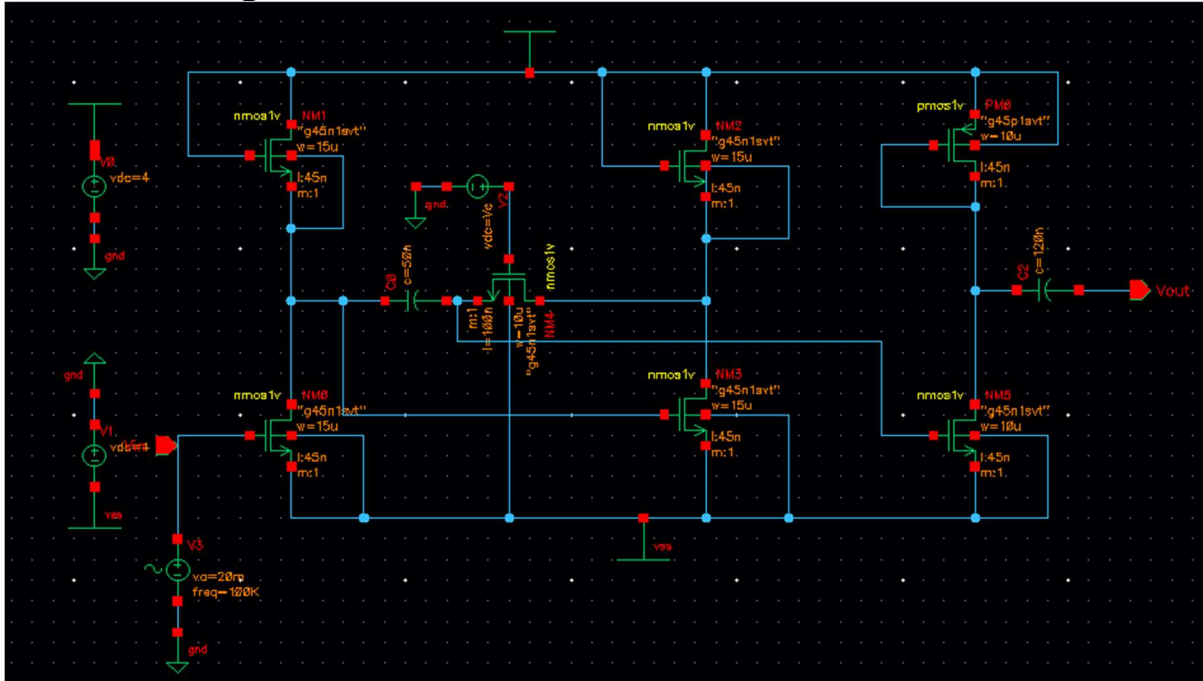 nmos1v
NM1
"g45n1svt"
w=15u
l:45n
m:1
nmos1v
NM2
"g45n1svt"
w=15u
l:45n
m:1
pmos1v
PM0
"g45p1svt"
w=10u
l:45n
m:1
V0
vdc=4
gnd
gnd
V2
vdc=Vc
C0
c=50n
nmos1v
NM4
m:1
l=100n
w=10u
"g45n1svt"
C2
c=120n
Vout
gnd
V1
vdc=4
vss
nmos1v
NM0
"g45n1svt"
w=15u
l:45n
m:1
nmos1v
NM3
"g45n1svt"
w=15u
l:45n
m:1
nmos1v
NM5
"g45n1svt"
w=10u
l:45n
m:1
vss
V3
va=20m
freq=100K
gnd